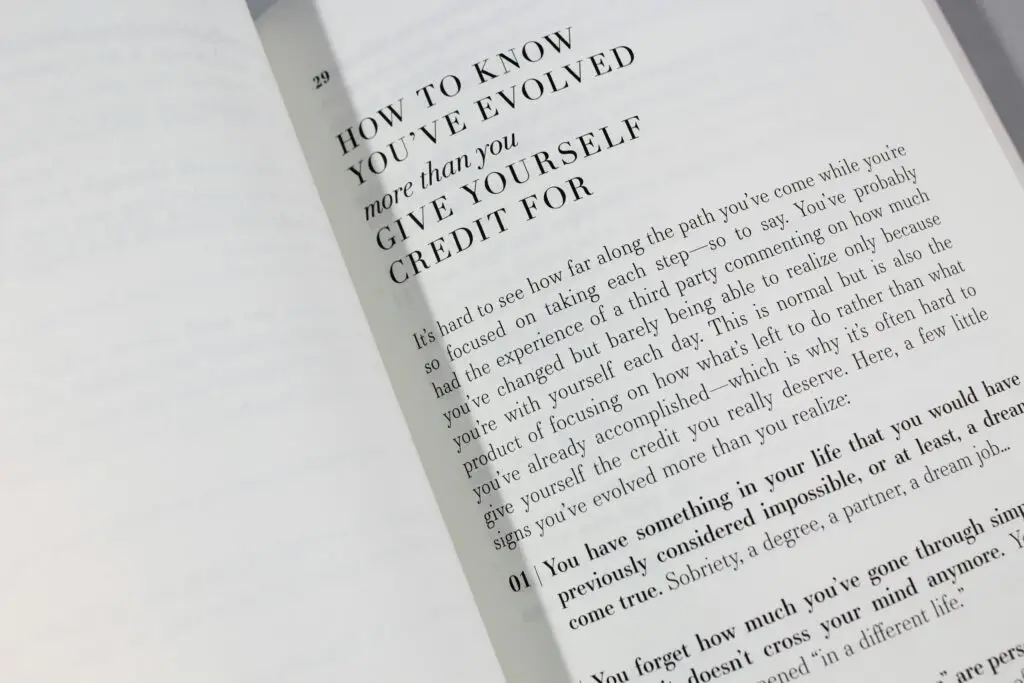 29
HOW TO KNOW
YOU'VE EVOLVED
more than you
GIVE YOURSELF
CREDIT FOR
It's hard to see how far along the path you've come while you're
so focused on taking each step—so to say. You've probably
had the experience of a third party commenting on how much
you've changed but barely being able to realize only because
you're with yourself each day. This is normal but is also the
product of focusing on how what's left to do rather than what
you've already accomplished—which is why it's often hard to
give yourself the credit you really deserve. Here, a few little
signs you've evolved more than you realize:
01 | You have something in your life that you would have
previously considered impossible, or at least, a dream
come true. Sobriety, a degree, a partner, a dream job...
You forget how much you've gone through
doesn't cross your mind anymore.
"in a different life."
are